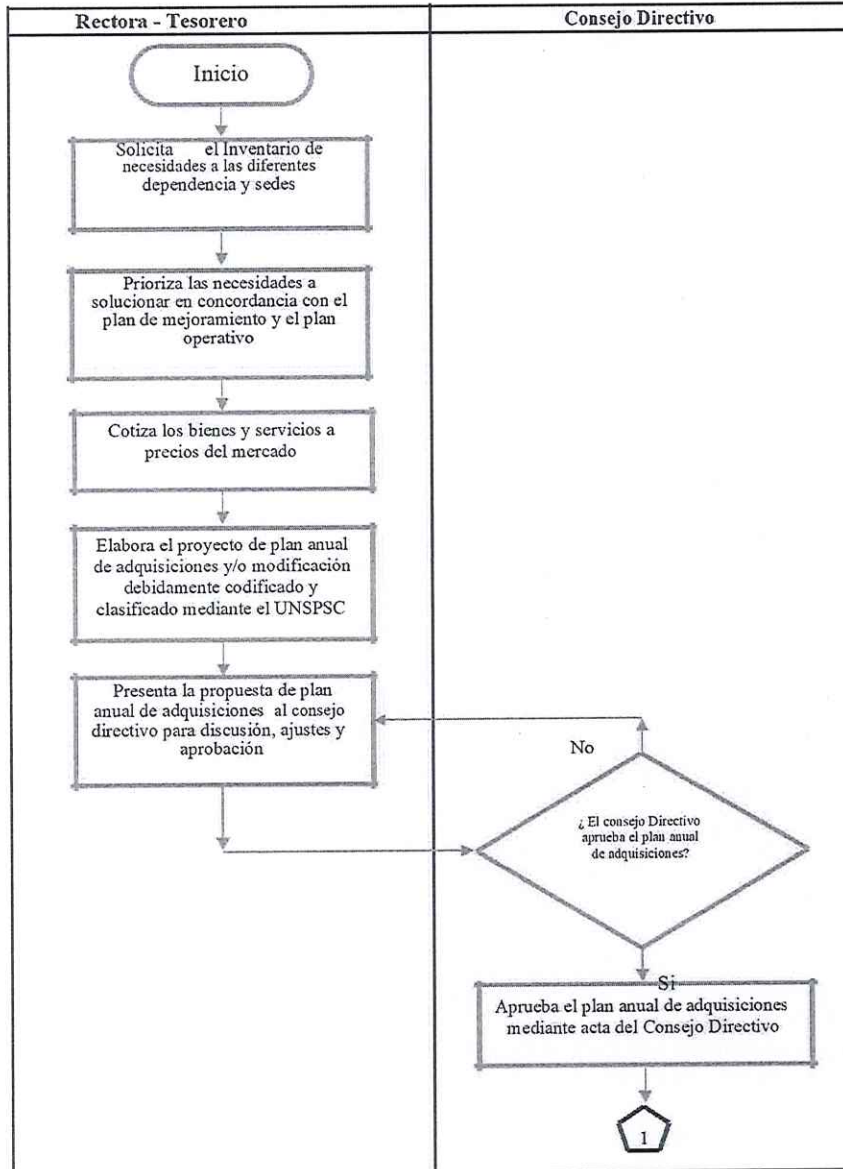 Rectora - Tesorero
Consejo Directivo
Inicio
Solicita el Inventario de
necesidades a las diferentes
dependencia y sedes
Prioriza las necesidades a
solucionar en concordancia con el
plan de mejoramiento y el plan
operativo
Cotiza los bienes y servicios a
precios del mercado
Elabora el proyecto de plan anual
de adquisiciones y/o modificación
debidamente codificado y
clasificado mediante el UNSPSC
Presenta la propuesta de plan
anual de adquisiciones al consejo
directivo para discusión, ajustes y
aprobación
No
¿ El consejo Directivo
aprueba el plan anual
de adquisiciones?
Si
Aprueba el plan anual de adquisiciones
mediante acta del Consejo Directivo
1